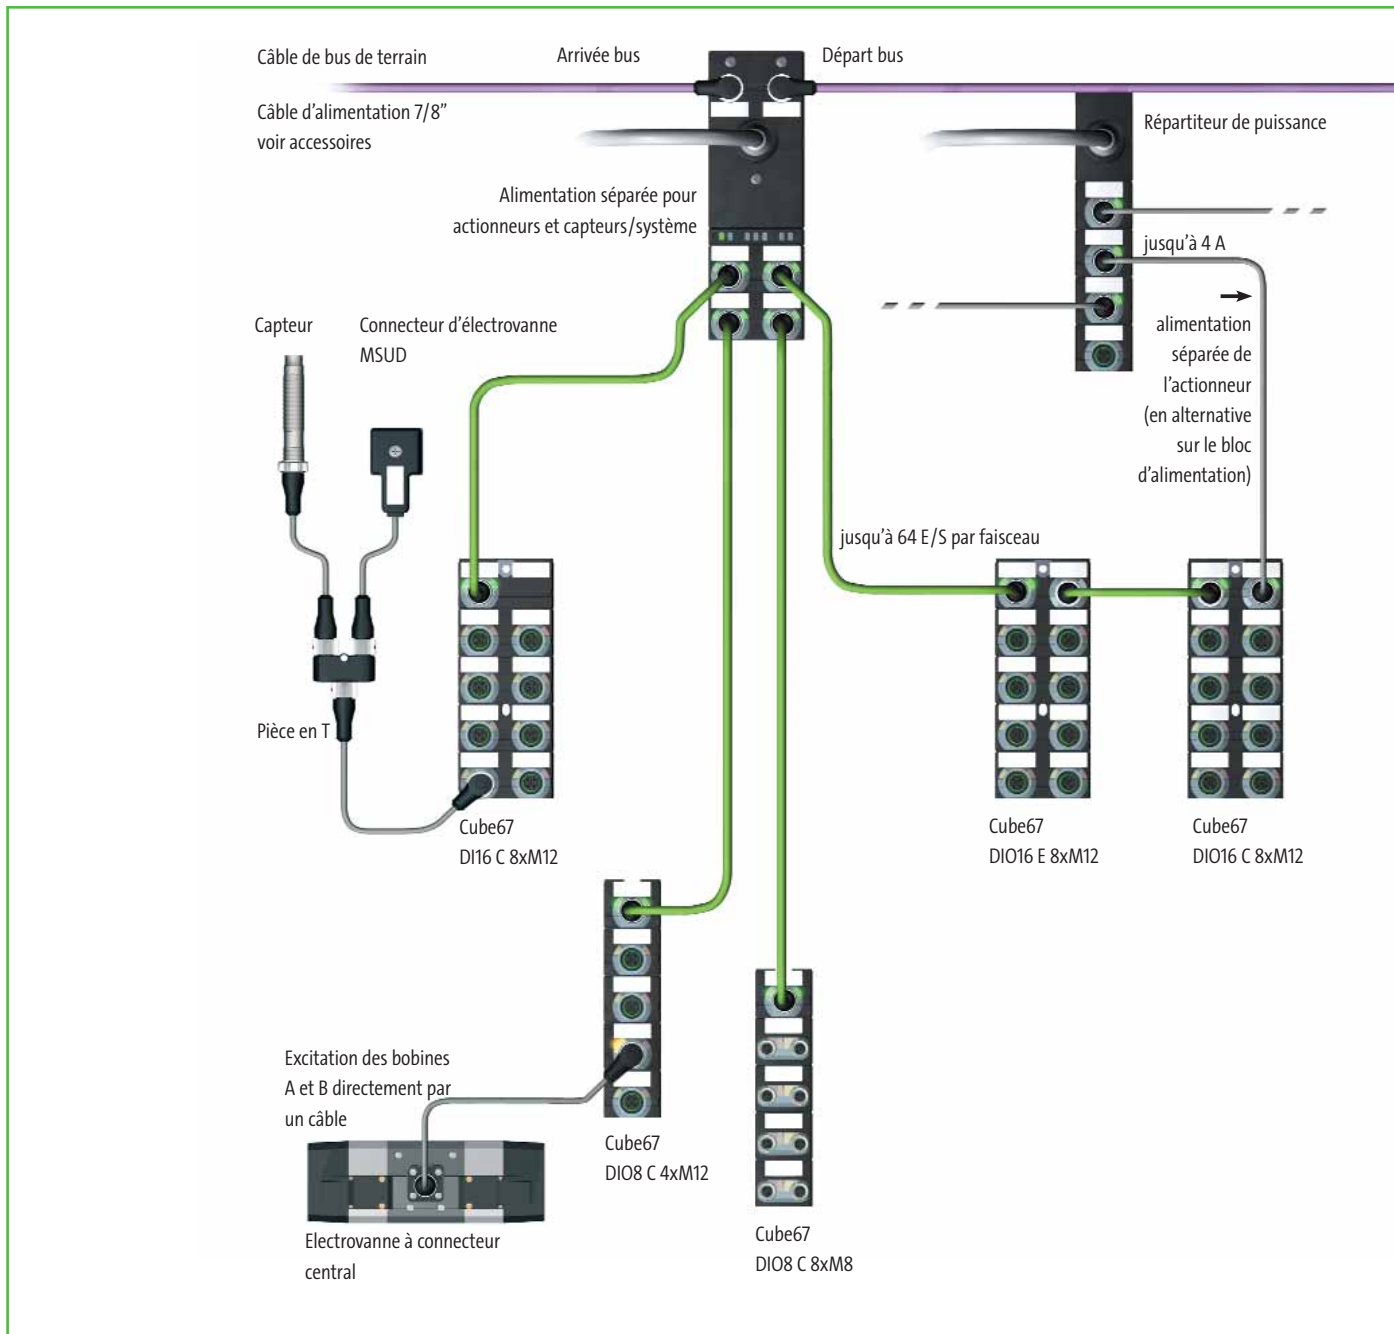 Câble de bus de terrain
Arrivée bus
Départ bus
Câble d’alimentation 7/8”
voir accessoires
Répartiteur de puissance
Alimentation séparée pour
actionneurs et capteurs/système
jusqu’à 4 A
alimentation
séparée de
l’actionneur
(en alternative
sur le bloc
d’alimentation)
Capteur
Connecteur d’électrovanne
MSUD
jusqu’à 64 E/S par faisceau
Pièce en T
Cube67
DI16 C 8xM12
Cube67
DIO16 E 8xM12
Cube67
DIO16 C 8xM12
Excitation des bobines
A et B directement par
un câble
Cube67
DIO8 C 4xM12
Electrovanne à connecteur
central
Cube67
DIO8 C 8xM8